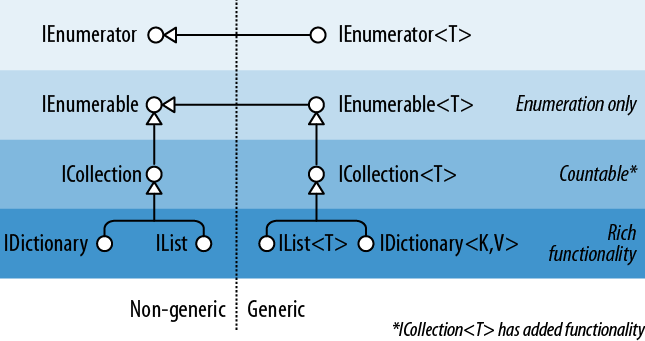 IEnumerator IEnumerator<T>
IEnumerable IEnumerable<T> Enumeration only
ICollection ICollection<T> Countable*
IDictionary IList IList<T> IDictionary<K,V> Rich
functionality
Non-generic Generic
*ICollection<T> has added functionality